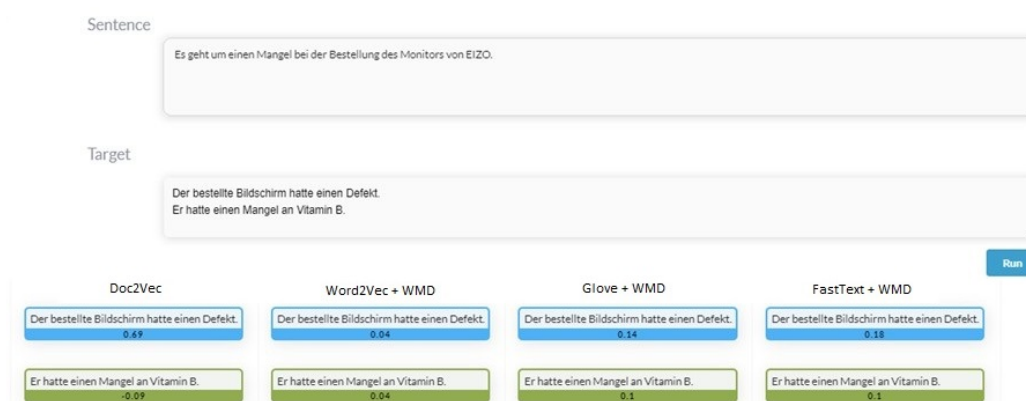 Sentence
Es geht um einen Mangel bei der Bestellung des Monitors von EIZO.
Target
Der bestellte Bildschirm hatte einen Defekt.
Er hatte einen Mangel an Vitamin B.
Run
Doc2Vec
Word2Vec + WMD
Glove + WMD
FastText + WMD
Der bestellte Bildschirm hatte einen Defekt.
0.69
Der bestellte Bildschirm hatte einen Defekt.
0.04
Der bestellte Bildschirm hatte einen Defekt.
0.14
Der bestellte Bildschirm hatte einen Defekt.
0.18
Er hatte einen Mangel an Vitamin B.
-0.09
Er hatte einen Mangel an Vitamin B.
0.04
Er hatte einen Mangel an Vitamin B.
0.1
Er hatte einen Mangel an Vitamin B.
0.1